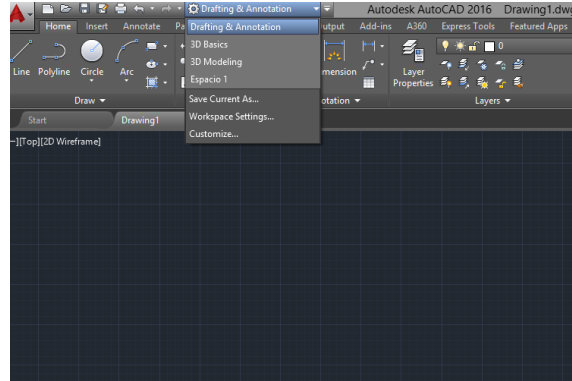 Drafting & Annotation
Autodesk AutoCAD 2016 Drawing1.dw
Home Insert Annotate Pa utput Add-ins A360 Express Tools Featured Apps
Drafting & Annotation
3D Basics
3D Modeling
Espacio 1
Save Current As...
Workspace Settings...
Customize...
Line Polyline Circle Arc
mension
Layer
Properties
0
Draw
otation
Layers
Start Drawing1
–][Top][2D Wireframe]